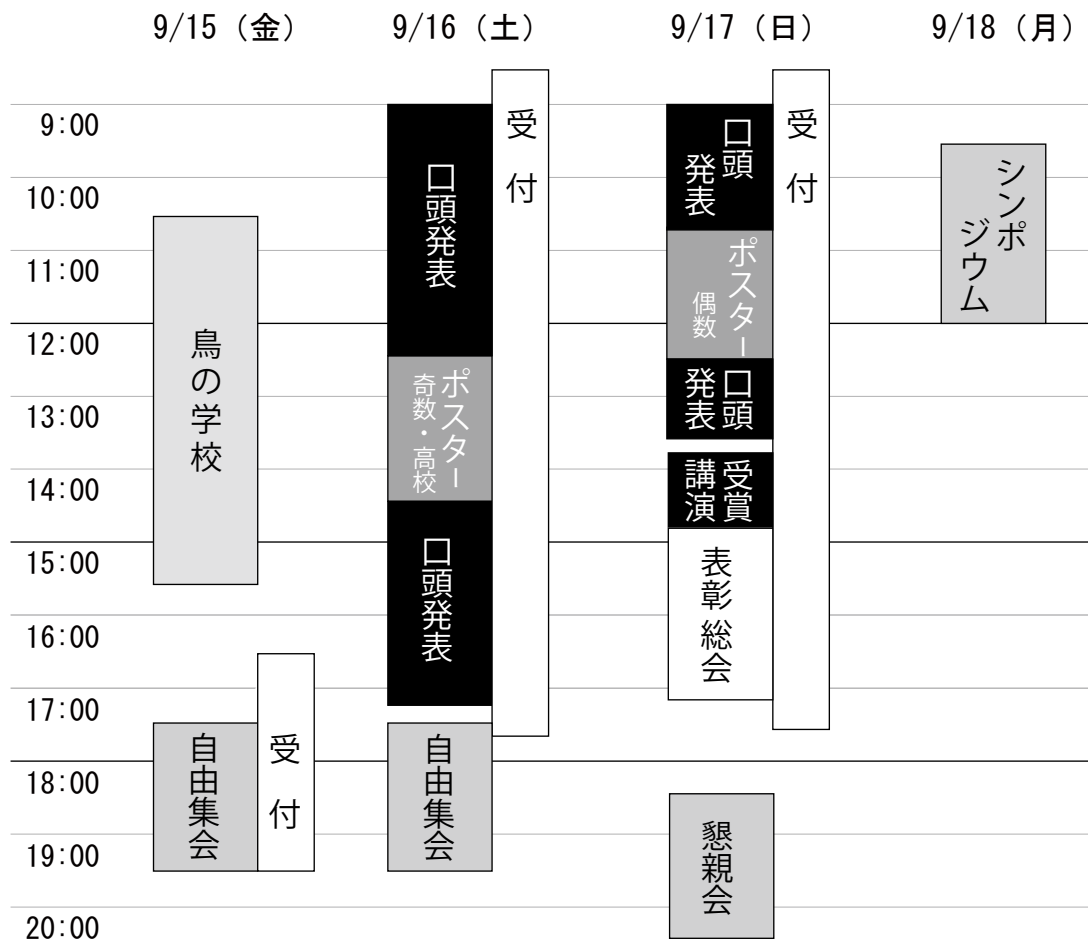 9/15（金）
9/16（土）
9/17（日）
9/18（月）
9:00
10:00
11:00
12:00
13:00
14:00
15:00
16:00
17:00
18:00
19:00
20:00
鳥の学校
自由集会
受付
口頭発表
ポスター
奇数・高校
口頭発表
自由集会
受付
口頭
発表
ポスター
偶数
口頭
発表
受賞
講演
表彰総会
懇親会
受付
シンポ
ジウム